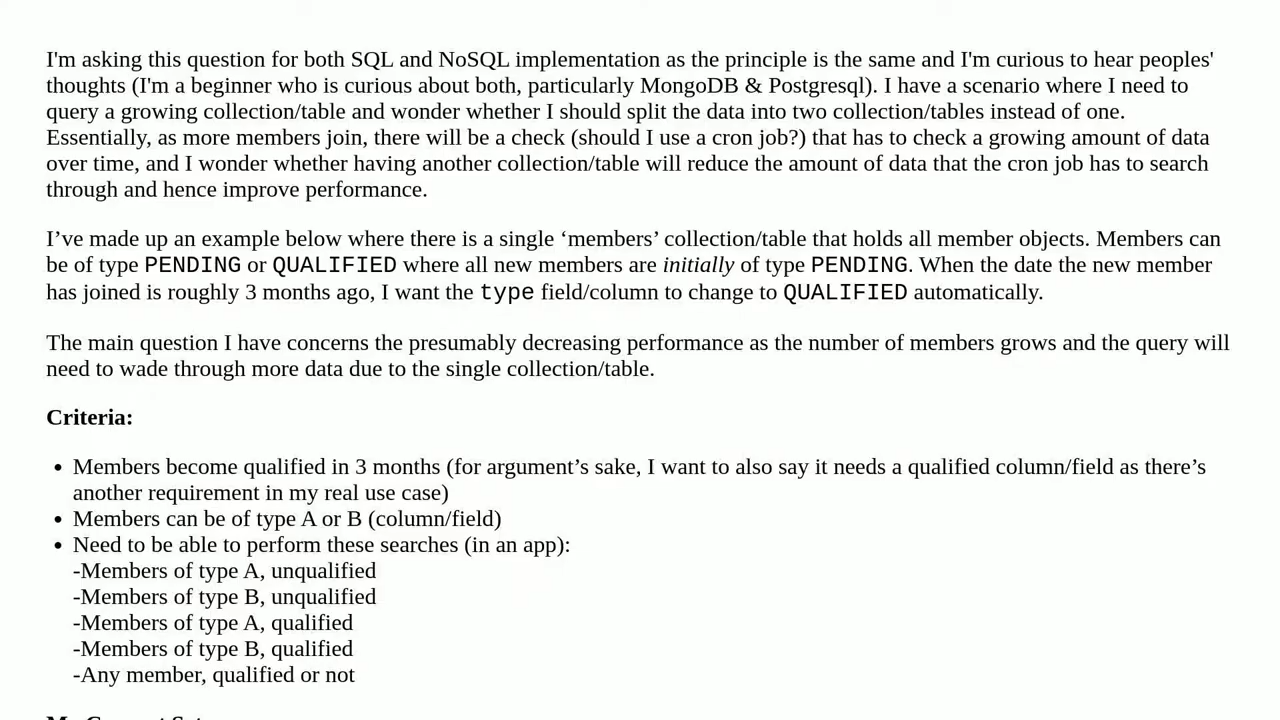 I'm asking this question for both SQL and NoSQL implementation as the principle is the same and I'm curious to hear peoples'
thoughts (I'm a beginner who is curious about both, particularly MongoDB & Postgresql). I have a scenario where I need to
query a growing collection/table and wonder whether I should split the data into two collection/tables instead of one.
Essentially, as more members join, there will be a check (should I use a cron job?) that has to check a growing amount of data
over time, and I wonder whether having another collection/table will reduce the amount of data that the cron job has to search
through and hence improve performance.
I’ve made up an example below where there is a single ‘members’ collection/table that holds all member objects. Members can
be of type PENDING or QUALIFIED where all new members are initially of type PENDING. When the date the new member
has joined is roughly 3 months ago, I want the type field/column to change to QUALIFIED automatically.
The main question I have concerns the presumably decreasing performance as the number of members grows and the query will
need to wade through more data due to the single collection/table.
Criteria:
• Members become qualified in 3 months (for argument’s sake, I want to also say it needs a qualified column/field as there’s
another requirement in my real use case)
• Members can be of type A or B (column/field)
• Need to be able to perform these searches (in an app):
-Members of type A, unqualified
-Members of type B, unqualified
-Members of type A, qualified
-Members of type B, qualified
-Any member, qualified or not